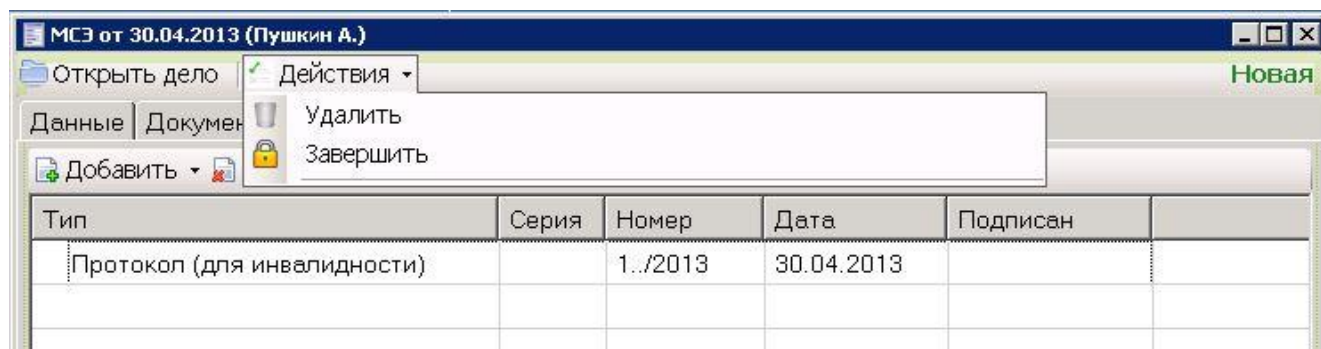 МСЭ от 30.04.2013 (Пушкин А.)
Открыть дело Действия Новая
Удалить
Данные Докумен
Завершить
Добавить
Тип Серия Номер Дата Подписан
Протокол (для инвалидности) 1../2013 30.04.2013